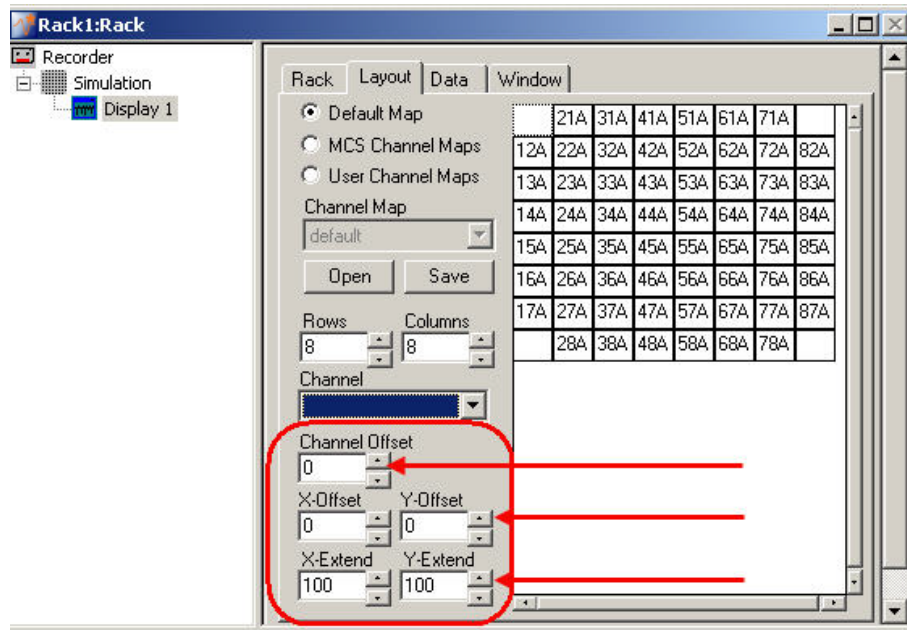 Rack1:Rack
Recorder
Simulation
Display 1
Rack Layout Data Window
Default Map
MCS Channel Maps
User Channel Maps
Channel Map
default
Open Save
Rows Columns
8 8
Channel
Channel Offset
0
X-Offset Y-Offset
0 0
X-Extend Y-Extend
100 100
21A 31A 41A 51A 61A 71A
12A 22A 32A 42A 52A 62A 72A 82A
13A 23A 33A 43A 53A 63A 73A 83A
14A 24A 34A 44A 54A 64A 74A 84A
15A 25A 35A 45A 55A 65A 75A 85A
16A 26A 36A 46A 56A 66A 76A 86A
17A 27A 37A 47A 57A 67A 77A 87A
28A 38A 48A 58A 68A 78A